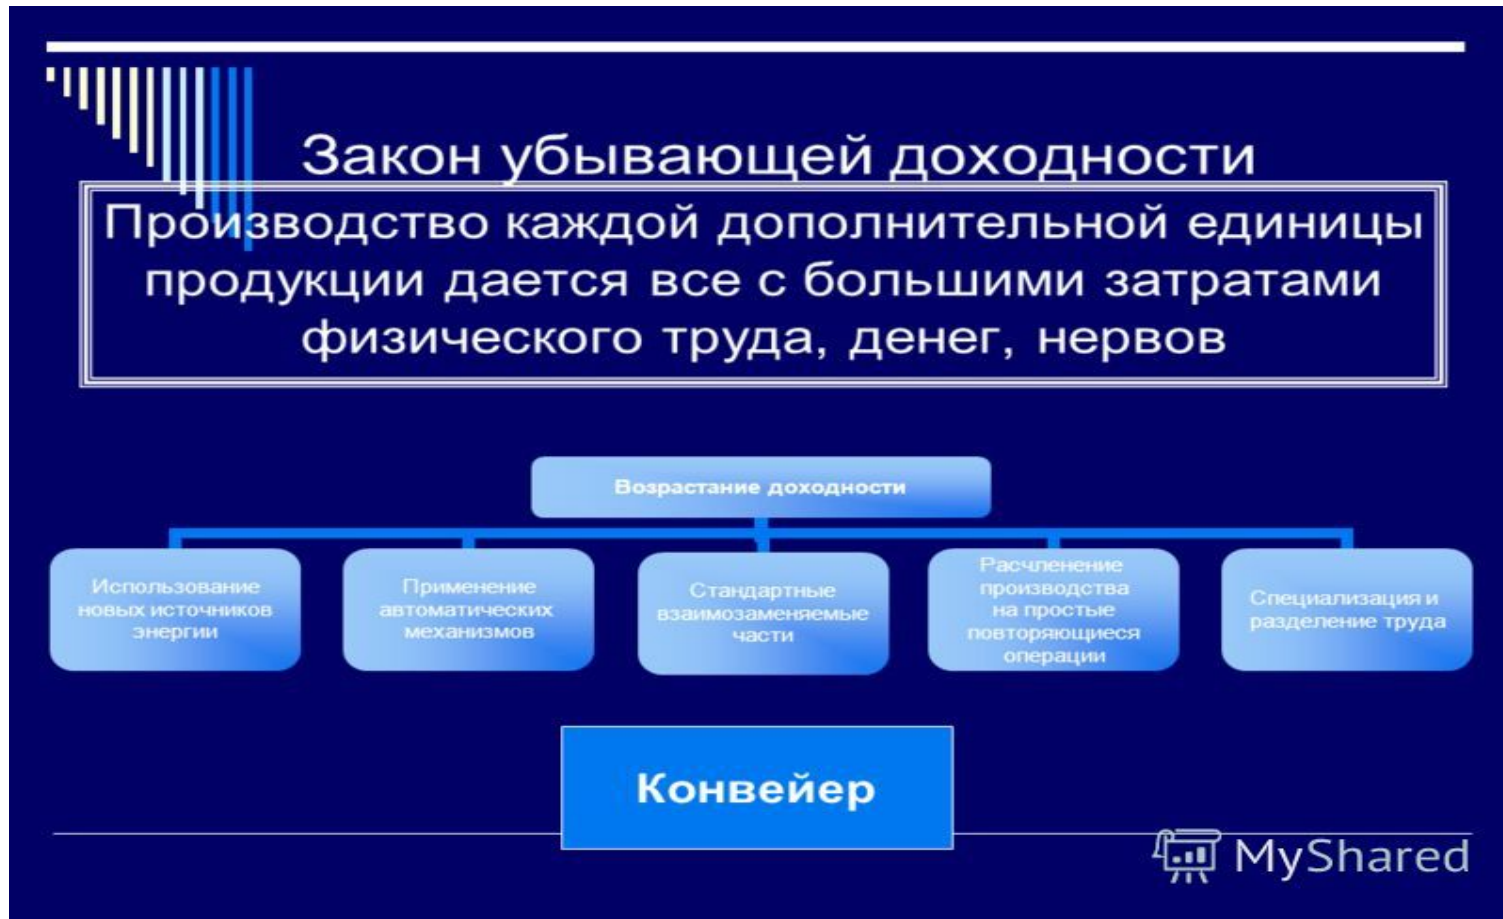 Закон убывающей доходности
Производство каждой дополнительной единицы
продукции дается все с большими затратами
физического труда, денег, нервов
Возрастание доходности
Использование
новых источников
энергии
Применение
автоматических
механизмов
Стандартные
взаимозаменяемые
части
Расчленение
производства
на простые
повторяющиеся
операции
Специализация и
разделение труда
Конвейер
MyShared